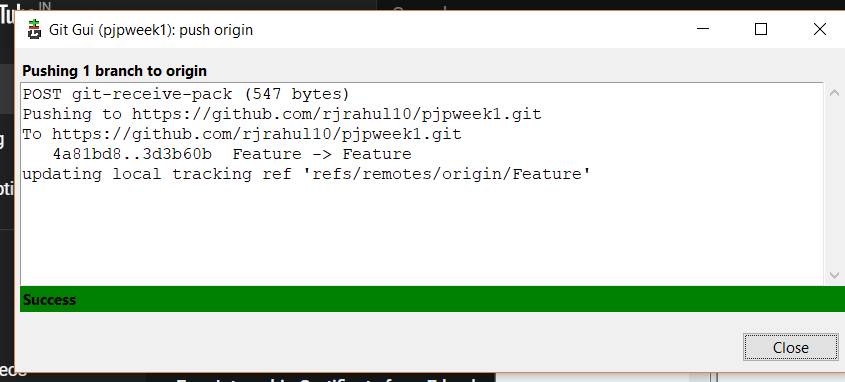 IN
Git Gui (pjpweek1): push origin
Pushing 1 branch to origin
POST git-receive-pack (547 bytes)
Pushing to https://github.com/rjrahul10/pjpweek1.git
To https://github.com/rjrahul10/pjpweek1.git
   4a81bd8..3d3b60b  Feature -> Feature
updating local tracking ref 'refs/remotes/origin/Feature'
Success
Close